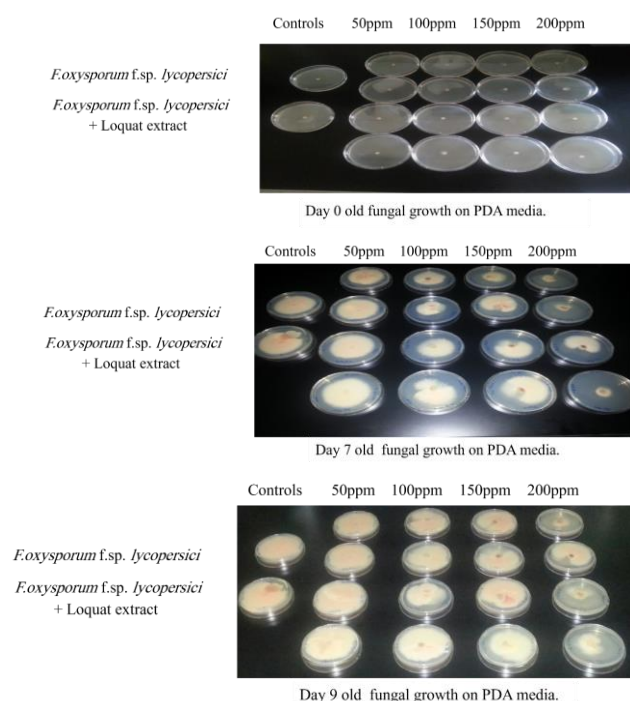 Controls 50ppm 100ppm 150ppm 200ppm
F.oxysporum f.sp. lycopersici
F.oxysporum f.sp. lycopersici
+ Loquat extract
Day 0 old fungal growth on PDA media.
Controls 50ppm 100ppm 150ppm 200ppm
F.oxysporum f.sp. lycopersici
F.oxysporum f.sp. lycopersici
+ Loquat extract
Day 7 old fungal growth on PDA media.
Controls 50ppm 100ppm 150ppm 200ppm
F.oxysporum f.sp. lycopersici
F.oxysporum f.sp. lycopersici
+ Loquat extract
Day 9 old fungal growth on PDA media.